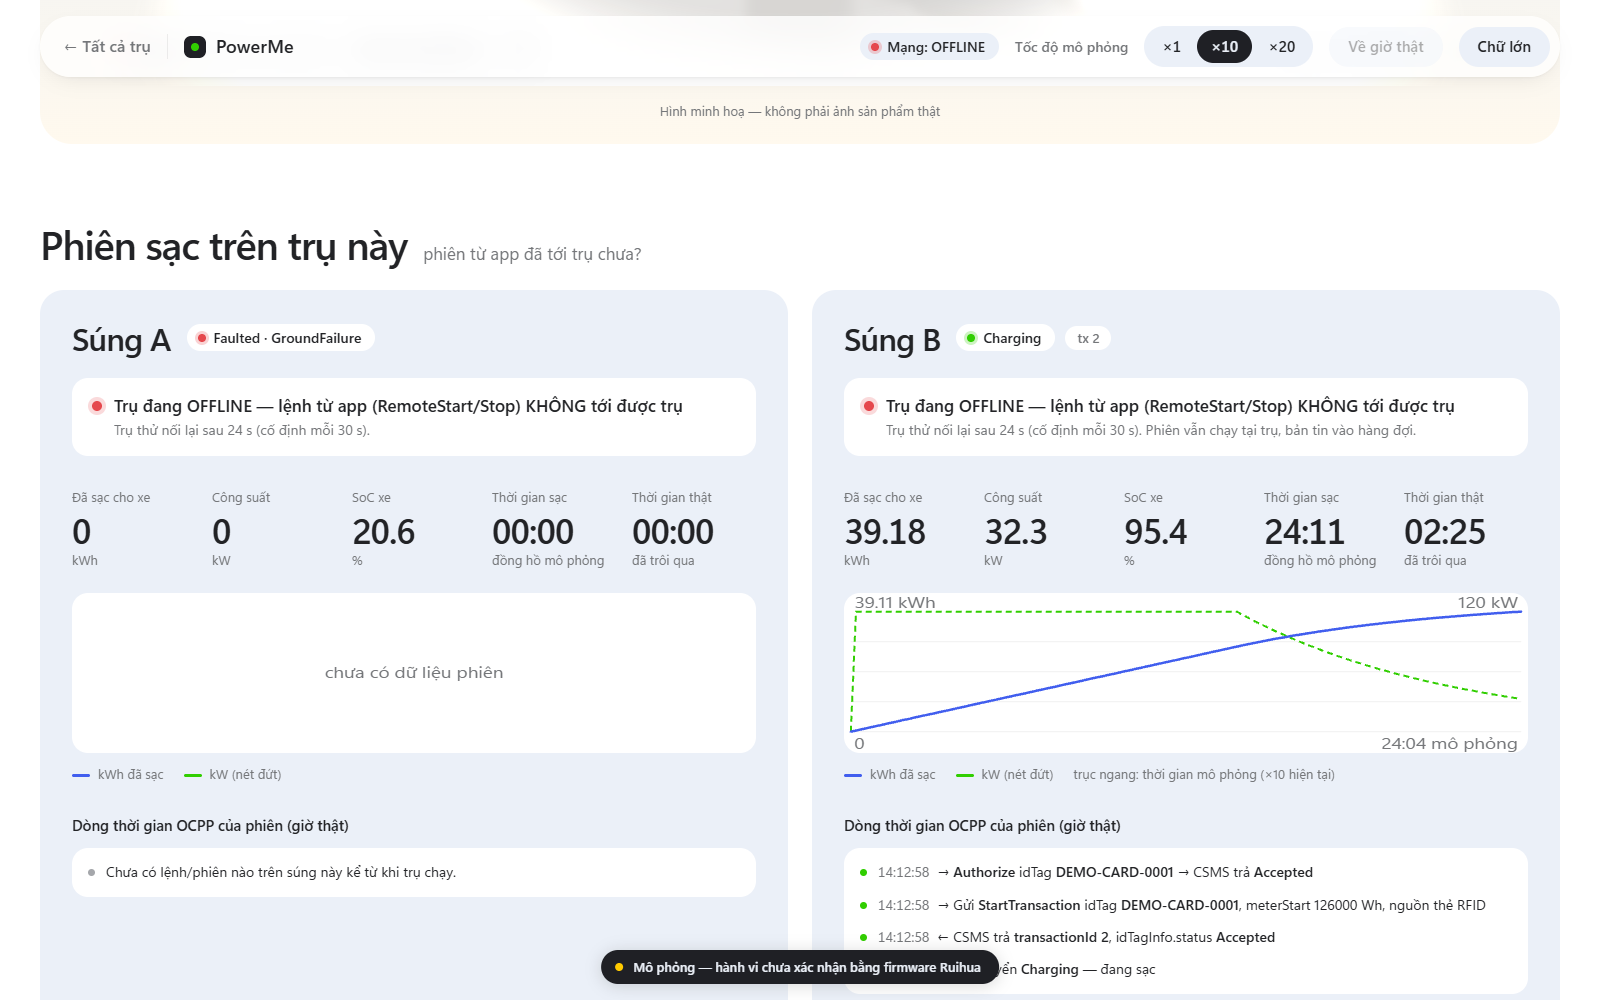 ← Tất cả trụ
PowerMe
Mạng: OFFLINE
Tốc độ mô phỏng
×1
×10
×20
Về giờ thật
Chữ lớn
Hình minh hoạ — không phải ảnh sản phẩm thật
Phiên sạc trên trụ này phiên từ app đã tới trụ chưa?
Súng A
Faulted · GroundFailure
Trụ đang OFFLINE — lệnh từ app (RemoteStart/Stop) KHÔNG tới được trụ
Trụ thử nối lại sau 24 s (cố định mỗi 30 s).
Đã sạc cho xe
0
kWh
Công suất
0
kW
SoC xe
20.6
%
Thời gian sạc
00:00
đồng hồ mô phỏng
Thời gian thật
00:00
đã trôi qua
chưa có dữ liệu phiên
kWh đã sạc
kW (nét đứt)
Dòng thời gian OCPP của phiên (giờ thật)
Chưa có lệnh/phiên nào trên súng này kể từ khi trụ chạy.
Súng B
Charging
tx 2
Trụ đang OFFLINE — lệnh từ app (RemoteStart/Stop) KHÔNG tới được trụ
Trụ thử nối lại sau 24 s (cố định mỗi 30 s). Phiên vẫn chạy tại trụ, bản tin vào hàng đợi.
Đã sạc cho xe
39.18
kWh
Công suất
32.3
kW
SoC xe
95.4
%
Thời gian sạc
24:11
đồng hồ mô phỏng
Thời gian thật
02:25
đã trôi qua
39.11 kWh
120 kW
0
24:04 mô phỏng
kWh đã sạc
kW (nét đứt)
trục ngang: thời gian mô phỏng (×10 hiện tại)
Dòng thời gian OCPP của phiên (giờ thật)
14:12:58 → Authorize idTag DEMO-CARD-0001 → CSMS trả Accepted
14:12:58 → Gửi StartTransaction idTag DEMO-CARD-0001, meterStart 126000 Wh, nguồn thẻ RFID
14:12:58 ← CSMS trả transactionId 2, idTagInfo.status Accepted
Charging — đang sạc
Mô phỏng — hành vi chưa xác nhận bằng firmware Ruihua